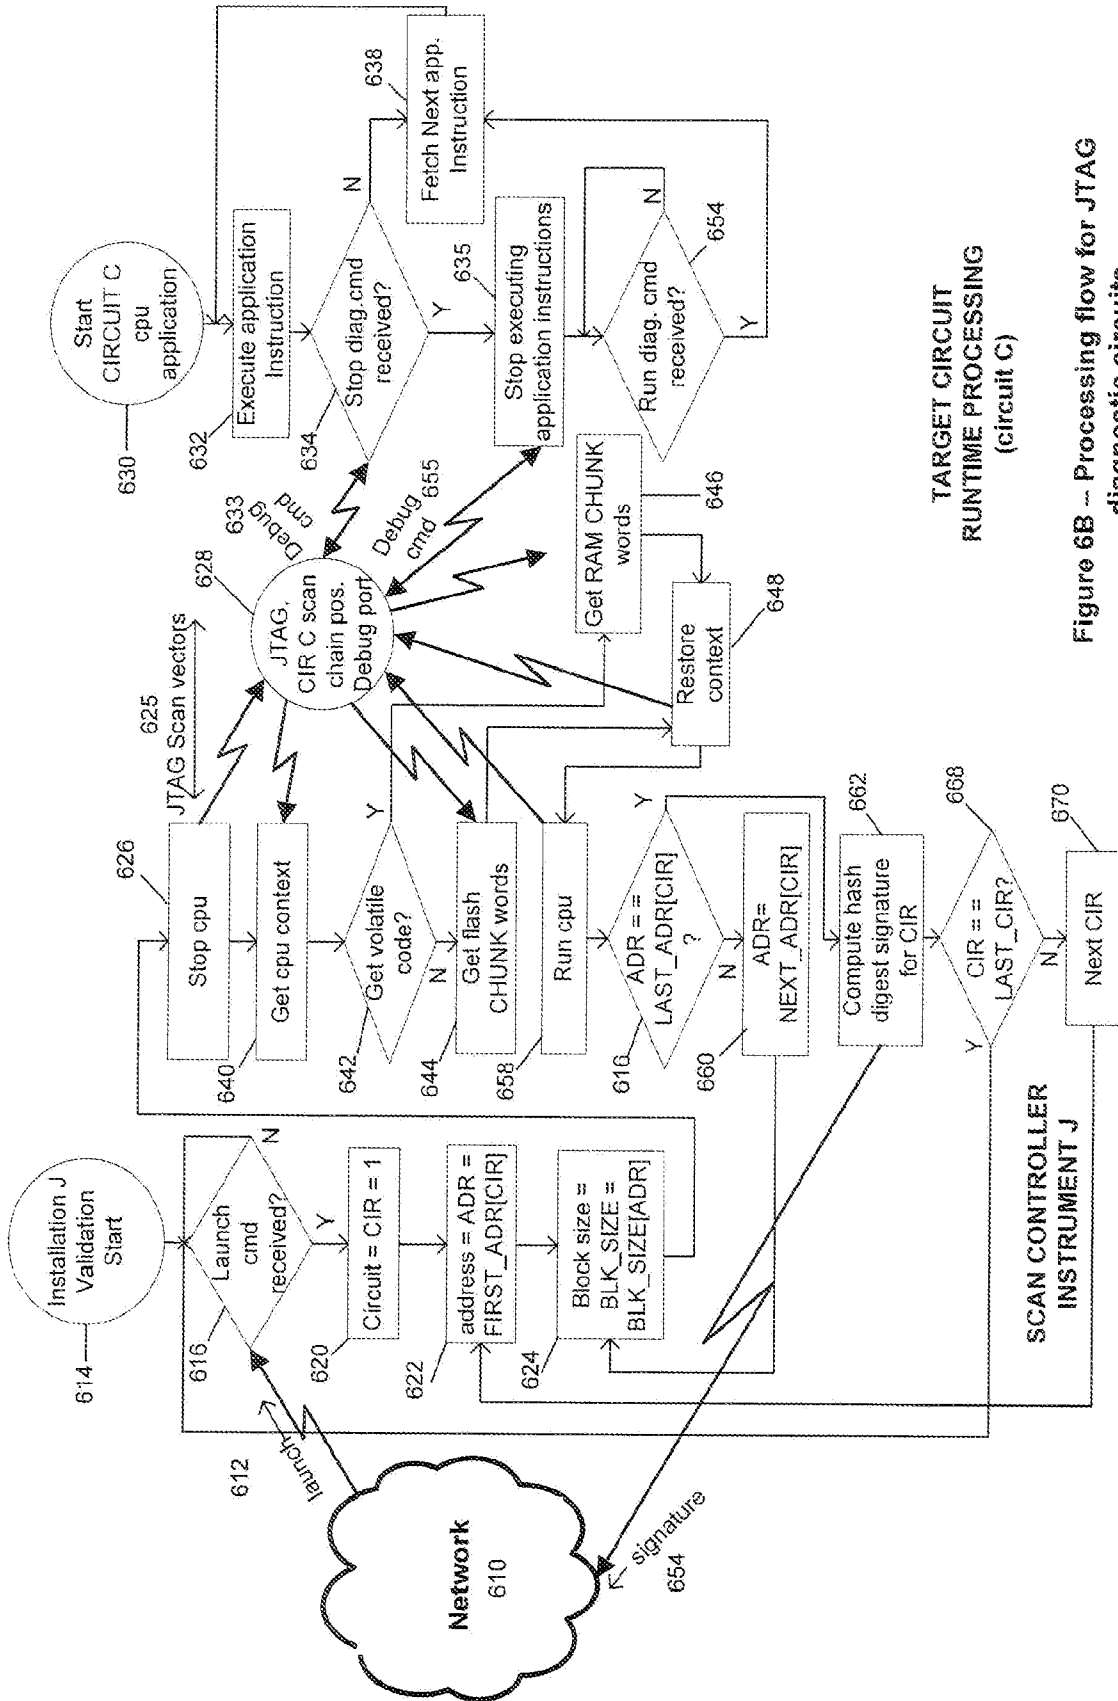 Network
610
612
launch
signature
654
614
Installation J
Validation
Start
616
Launch
cmd
received?
N
Y
620
Circuit = CIR = 1
622
address = ADR =
FIRST_ADR[CIR]
624
Block size =
BLK_SIZE =
BLK_SIZE[ADR]
SCAN CONTROLLER
INSTRUMENT J
626
Stop cpu
625
JTAG Scan vectors
640
Get cpu context
642
Get volatile
code?
Y
N
644
Get flash
CHUNK words
658
Run cpu
616
ADR = =
LAST_ADR[CIR]
?
Y
N
660
ADR=
NEXT_ADR[CIR]
662
Compute hash
digest signature
for CIR
668
CIR = =
LAST_CIR?
Y
N
670
Next CIR
628
JTAG,
CIR C scan
chain pos.
Debug port
633
Debug
cmd
655
Debug
cmd
646
Get RAM CHUNK
words
648
Restore
context
630
Start
CIRCUIT C
cpu
application
632
Execute application
Instruction
634
Stop diag.cmd
received?
N
Y
638
Fetch Next app.
Instruction
635
Stop executing
application instructions
654
Run diag. cmd
received?
N
Y
TARGET CIRCUIT
RUNTIME PROCESSING
(circuit C)
Figure 6B – Processing flow for JTAG
diagnostic circuits